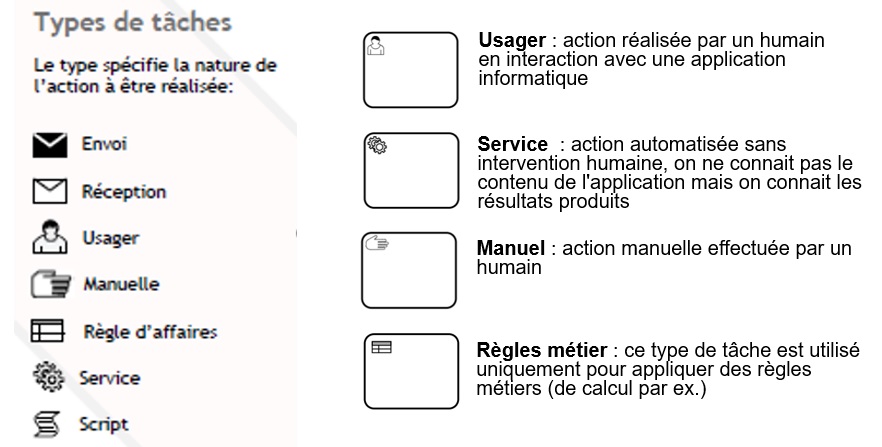 Types de tâches
Le type spécifie la nature de
l'action à être réalisée:
Envoi
Réception
Usager
Manuelle
Règle d'affaires
Service
Script
Usager : action réalisée par un humain
en interaction avec une application
informatique
Service : action automatisée sans
intervention humaine, on ne connait pas le
contenu de l'application mais on connait les
résultats produits
Manuel : action manuelle effectuée par un
humain
Règles métier : ce type de tâche est utilisé
uniquement pour appliquer des règles
métiers (de calcul par ex.)